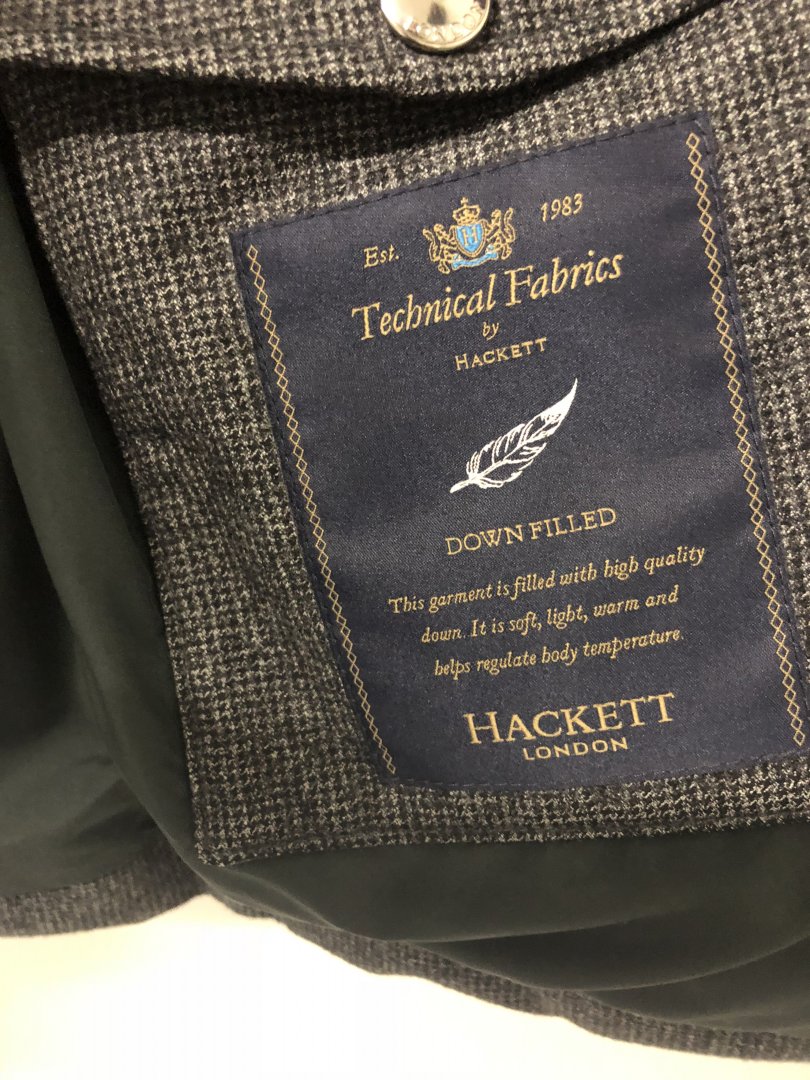 Est. 1983
Technical Fabrics
by
HACKETT
DOWN FILLED
This garment is filled with high quality
down. It is soft, light, warm and
helps regulate body temperature.
HACKETT
LONDON